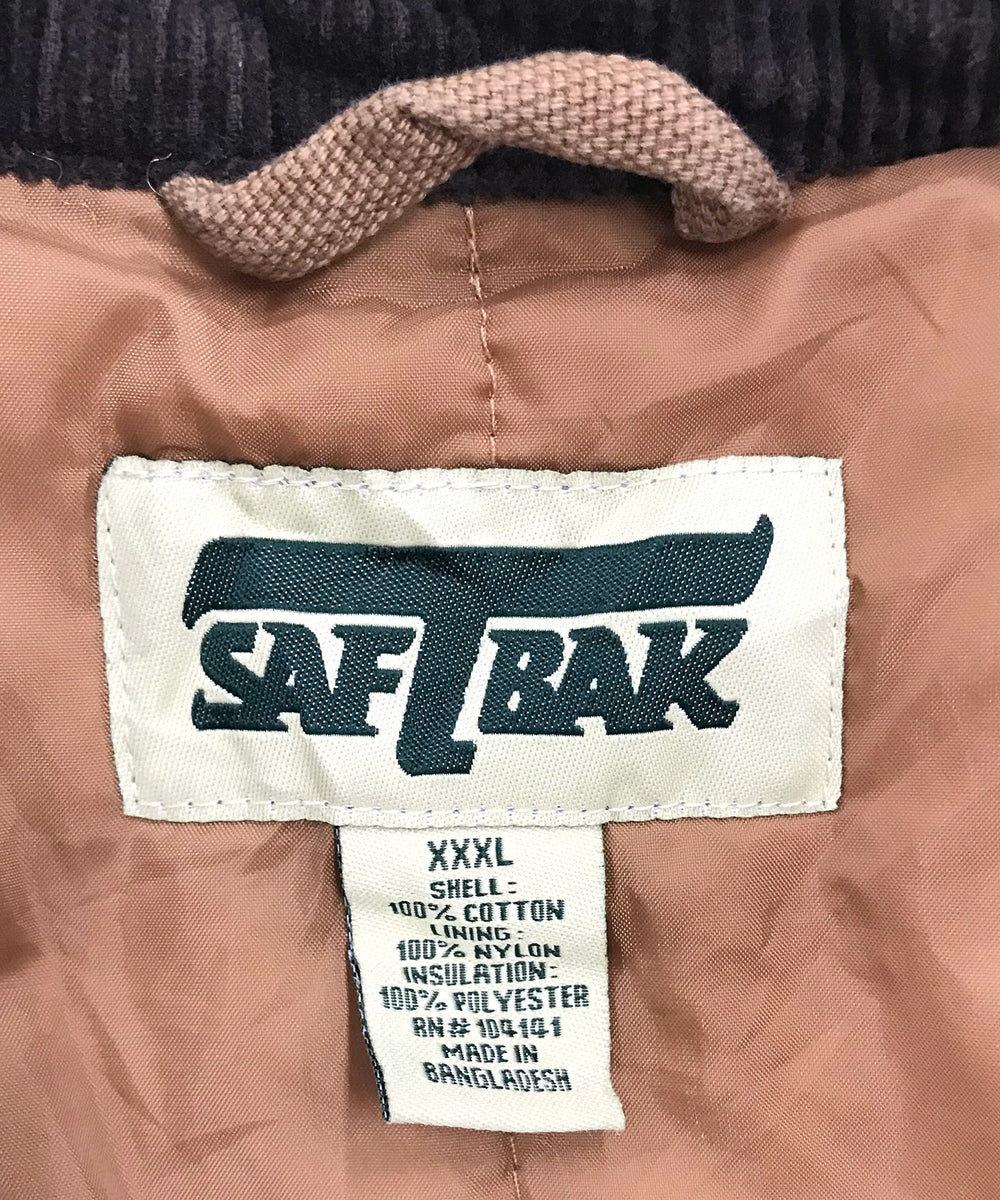 SAFTBAK
XXXL
SHELL:
100% COTTON
LINING:
100% NYLON
INSULATION:
100% POLYESTER
RN# 104141
MADE IN
BANGLADESH